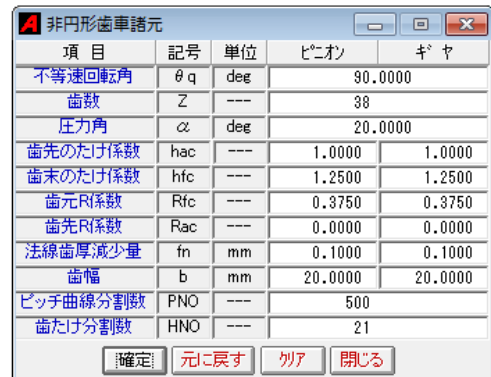 非円形歯車諸元
項 目 記号 単位 ピニオン ギヤ
不等速回転角 θq deg 90.0000
歯数 Z --- 38
圧力角 α deg 20.0000
歯先のたけ係数 hac --- 1.0000 1.0000
歯末のたけ係数 hfc --- 1.2500 1.2500
歯元R係数 Rfc --- 0.3750 0.3750
歯先R係数 Rac --- 0.0000 0.0000
法線歯厚減少量 fn mm 0.1000 0.1000
歯幅 b mm 20.0000 20.0000
ピッチ曲線分割数 PNO --- 500
歯たけ分割数 HNO --- 21
確定 元に戻す クリア 閉じる